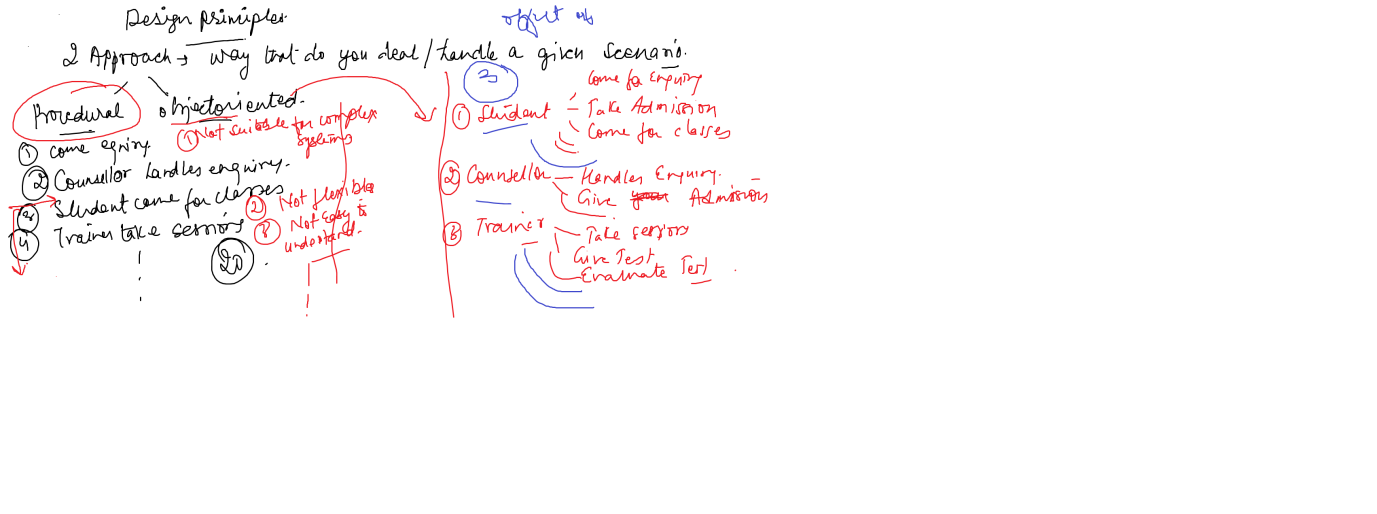 Design principles.
2 Approach → way that do you deal / handle a given Scenario.
Procedural
objectoriented.
① come eqniry
② Counsellor handles enquiry.
③ Student come for classes
④ Trainer take sessions
20.
① Not suitable for complex
systems
② Not flexible
③ Not Easy to
understand.
3
① Student
Come for Enquiry
- Take Admission
Come for classes
② Counsellor - Handles Enquiry.
Give Admission
③ Trainer - Take sessions
Give Test
Evaluate Test.